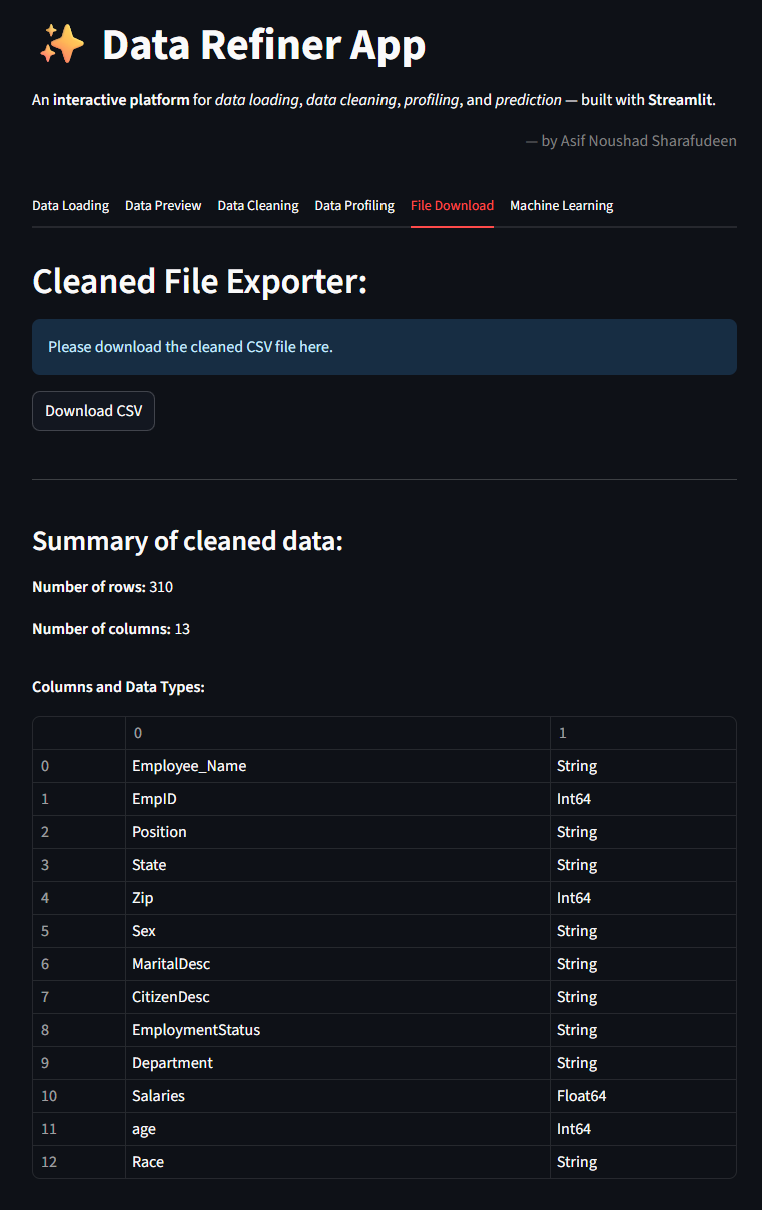 Data Refiner App
An interactive platform for data loading, data cleaning, profiling, and prediction — built with Streamlit.
— by Asif Noushad Sharafudeen
Data Loading Data Preview Data Cleaning Data Profiling File Download Machine Learning
Cleaned File Exporter:
Please download the cleaned CSV file here.
Download CSV
Summary of cleaned data:
Number of rows: 310
Number of columns: 13
Columns and Data Types:
0 1
0 Employee_Name String
1 EmpID Int64
2 Position String
3 State String
4 Zip Int64
5 Sex String
6 MaritalDesc String
7 CitizenDesc String
8 EmploymentStatus String
9 Department String
10 Salaries Float64
11 age Int64
12 Race String